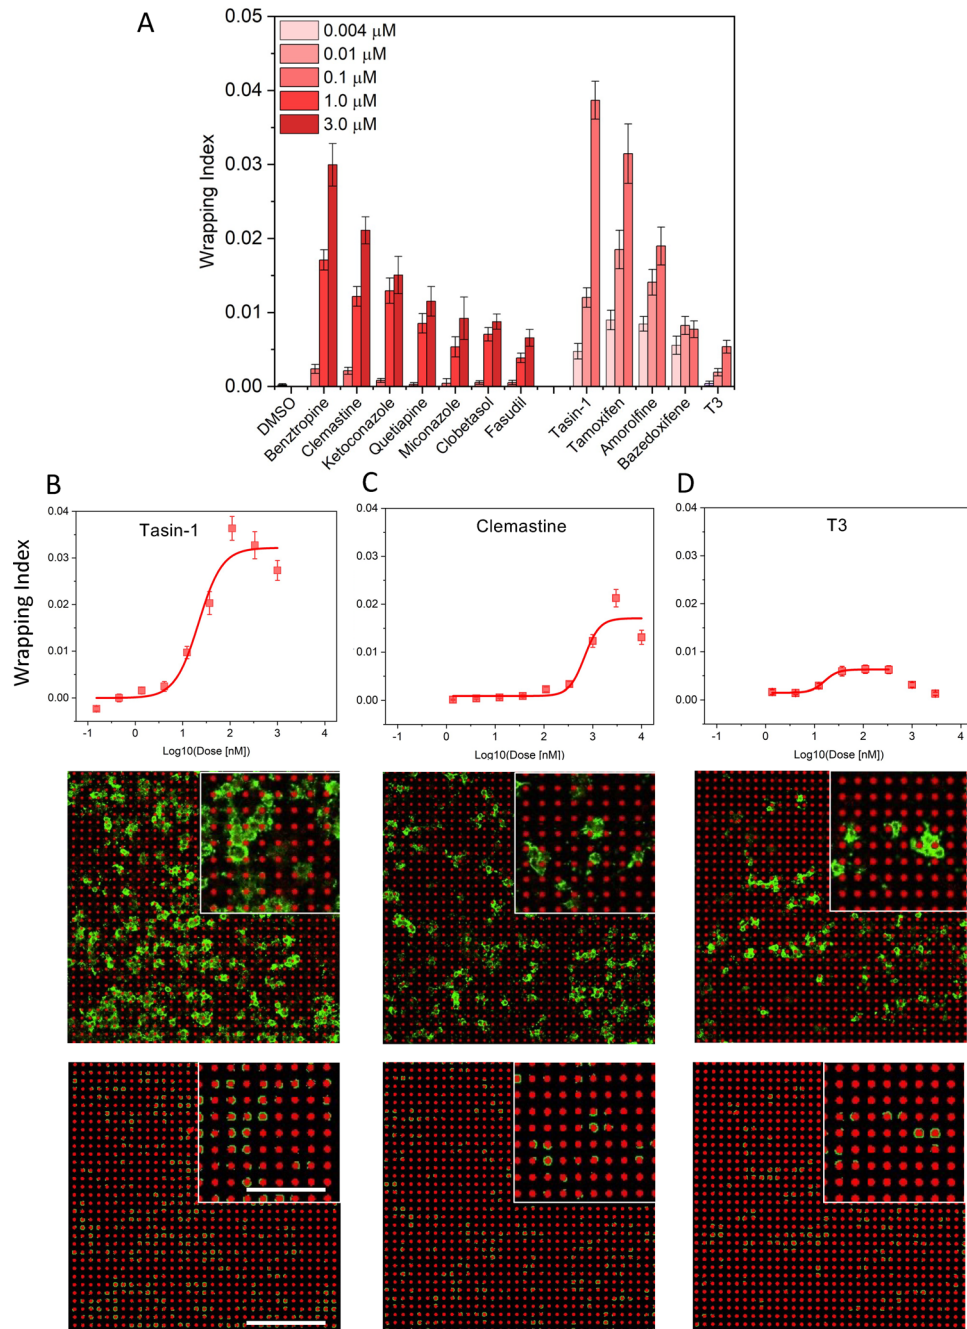 A
0.05
0.04
0.03
0.02
0.01
0.00
Wrapping Index
0.004 μM
0.01 μM
0.1 μM
1.0 μM
3.0 μM
DMSO
Benztropine
Clemastine
Ketoconazole
Quetiapine
Miconazole
Clobetasol
Fasudil
Tasin-1
Tamoxifen
Amorolfine
Bazedoxifene
T3
B
C
D
Wrapping Index
0.04
0.03
0.02
0.01
0.00
Tasin-1
-1 0 1 2 3 4
Log10(Dose [nM])
0.04
0.03
0.02
0.01
0.00
Clemastine
-1 0 1 2 3 4
Log10(Dose [nM])
0.04
0.03
0.02
0.01
0.00
T3
-1 0 1 2 3 4
Log10(Dose [nM])